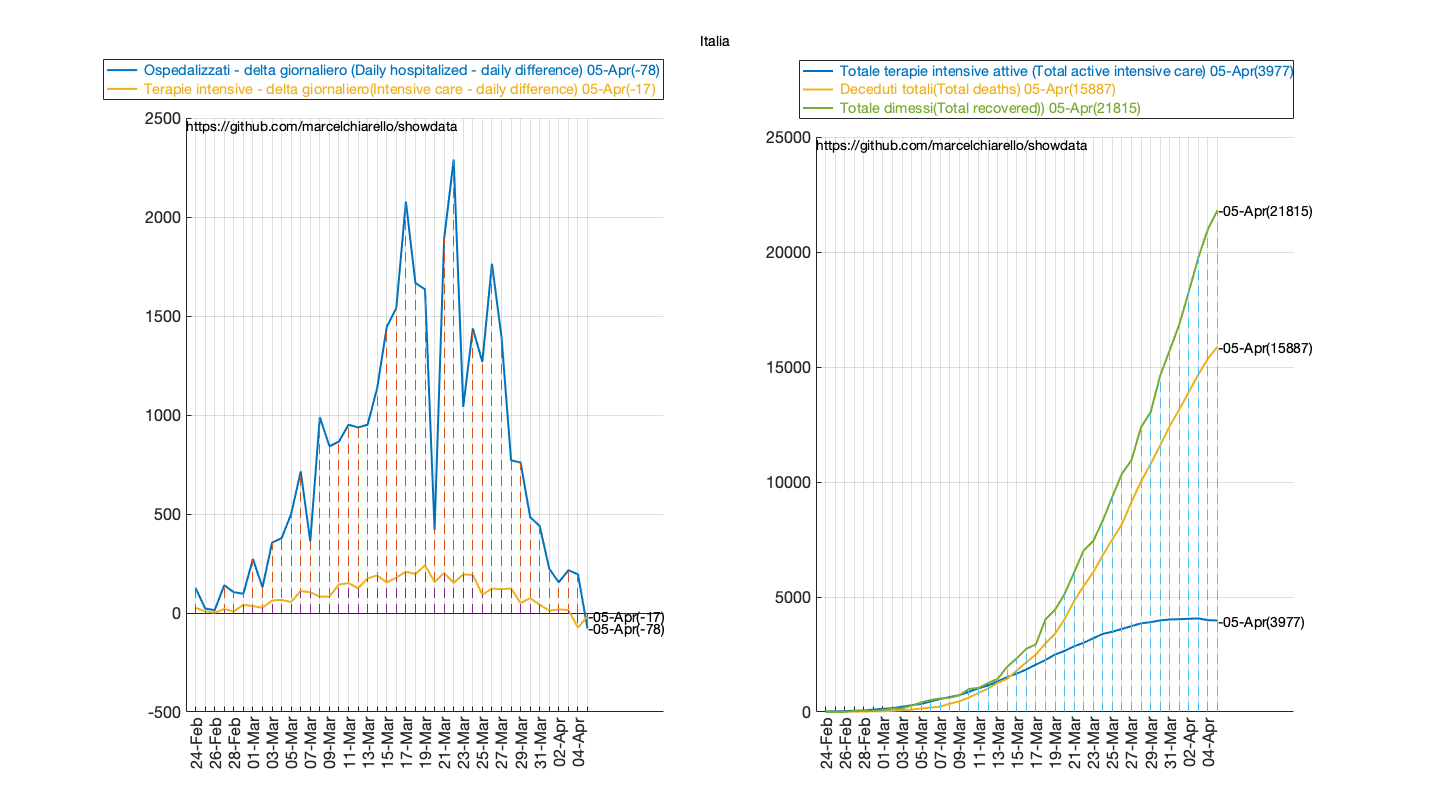 Italia
Ospedalizzati - delta giornaliero (Daily hospitalized - daily difference) 05-Apr(-78)
Terapie intensive - delta giornaliero(Intensive care - daily difference) 05-Apr(-17)
https://github.com/marcelchiarello/showdata
2500
2000
1500
1000
500
0
-500
-05-Apr(-17)
-05-Apr(-78)
24-Feb
26-Feb
28-Feb
01-Mar
03-Mar
05-Mar
07-Mar
09-Mar
11-Mar
13-Mar
15-Mar
17-Mar
19-Mar
21-Mar
23-Mar
25-Mar
27-Mar
29-Mar
31-Mar
02-Apr
04-Apr
Totale terapie intensive attive (Total active intensive care) 05-Apr(3977)
Deceduti totali(Total deaths) 05-Apr(15887)
Totale dimessi(Total recovered)) 05-Apr(21815)
https://github.com/marcelchiarello/showdata
25000
20000
15000
10000
5000
0
-05-Apr(21815)
-05-Apr(15887)
-05-Apr(3977)
24-Feb
26-Feb
28-Feb
01-Mar
03-Mar
05-Mar
07-Mar
09-Mar
11-Mar
13-Mar
15-Mar
17-Mar
19-Mar
21-Mar
23-Mar
25-Mar
27-Mar
29-Mar
31-Mar
02-Apr
04-Apr